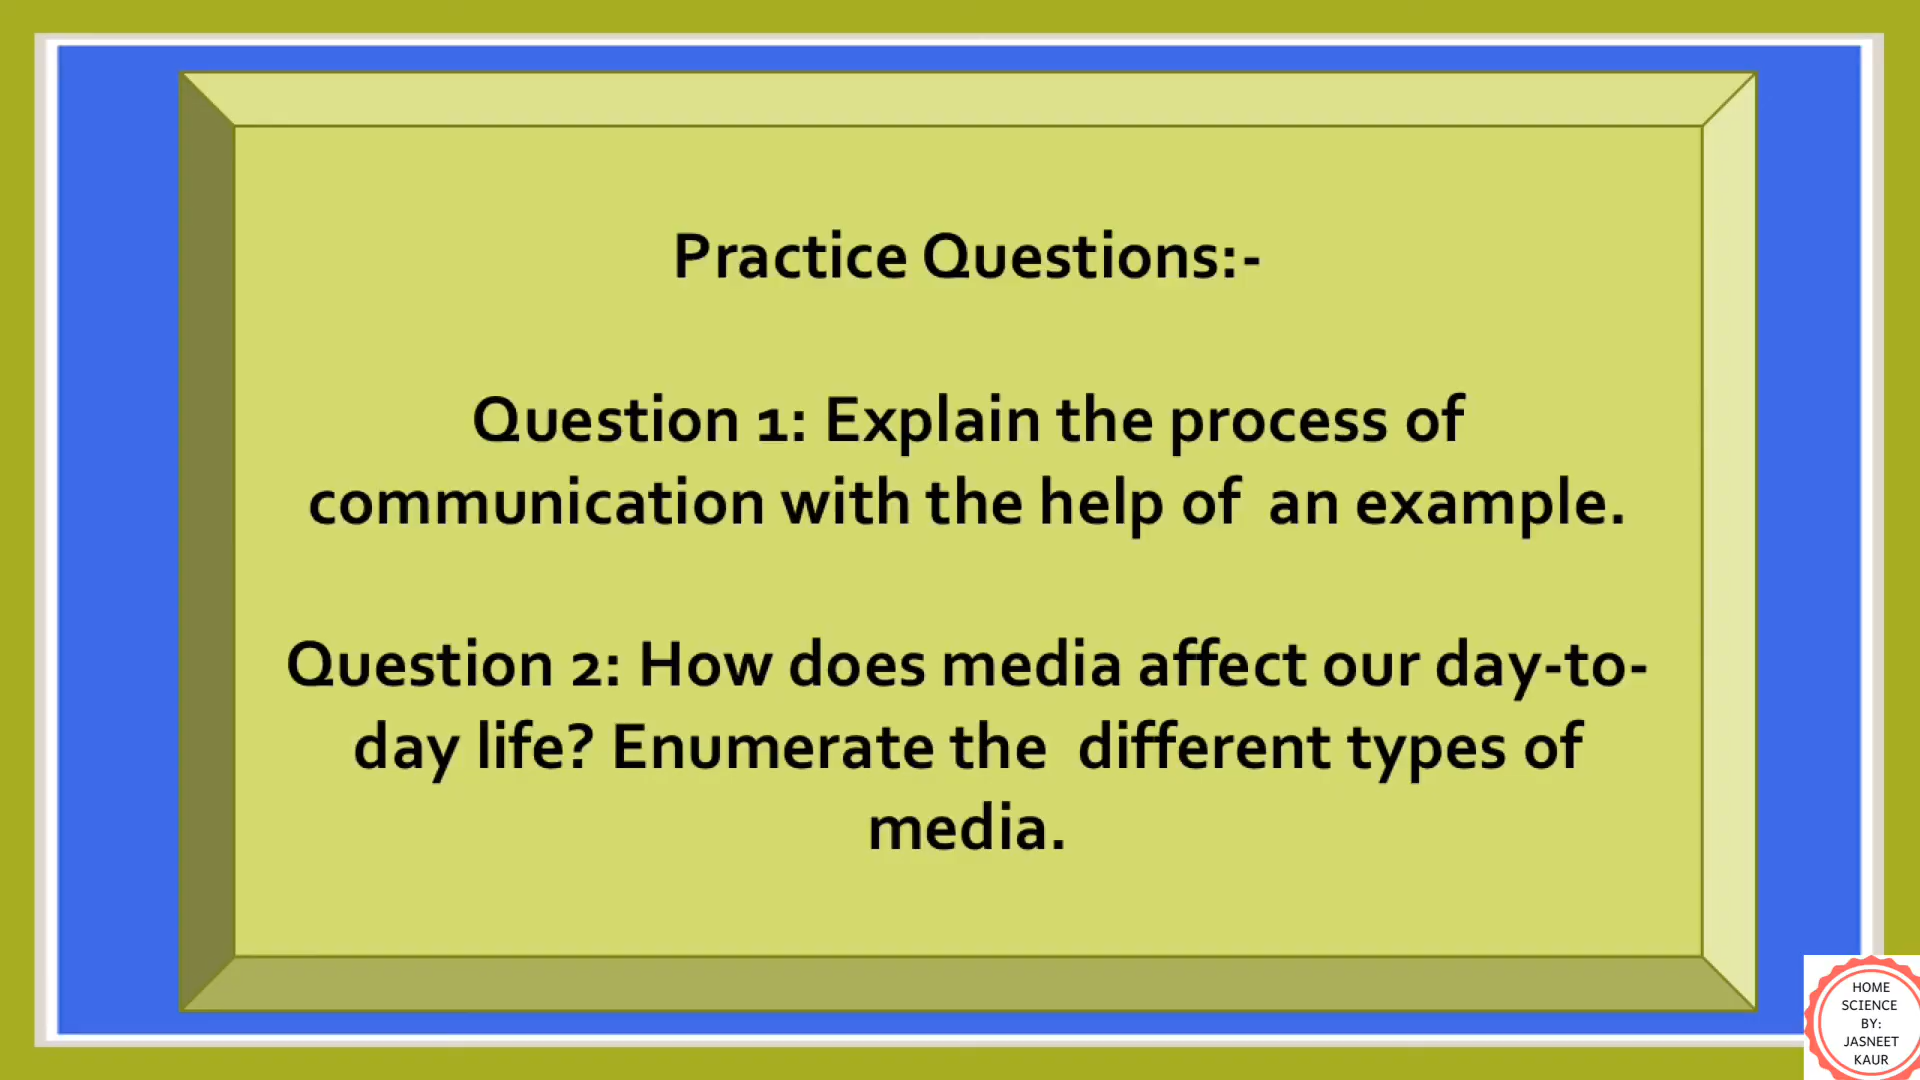 Practice Questions:-
Question 1: Explain the process of
communication with the help of  an example.
Question 2: How does media affect our day-to-
day life? Enumerate the  different types of
media.
HOME
SCIENCE
BY:
JASNEET
KAUR